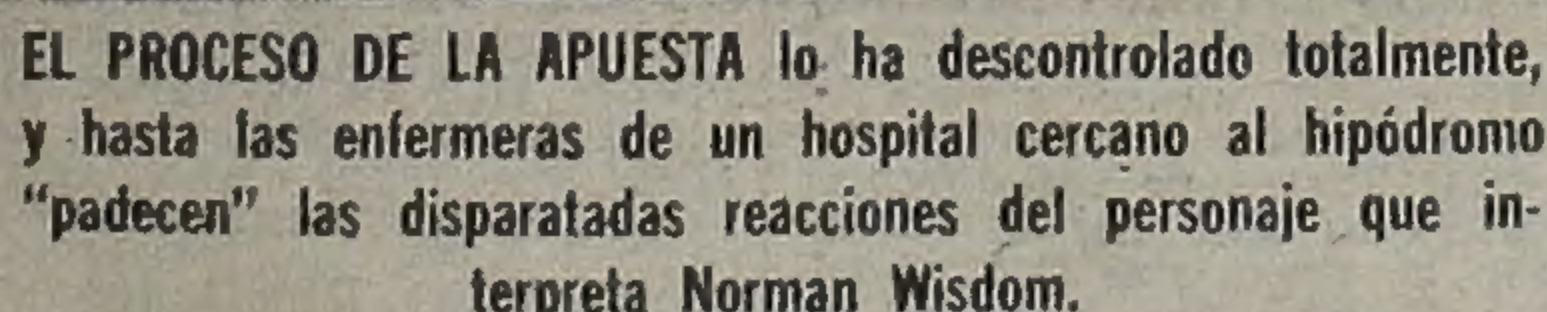 EL PROCESO DE LA APUESTA lo ha descontrolado totalmente,
y hasta las enfermeras de un hospital cercano al hipódromo
“padecen” las disparatadas reacciones del personaje que in-
terpreta Norman Wisdom.